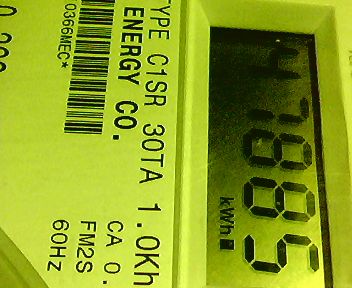 TYPE C1SR 30TA 1.0Kh
ENERGY CO.
CA 0.
FM2S
60Hz
0366MEC*
47885
kWh